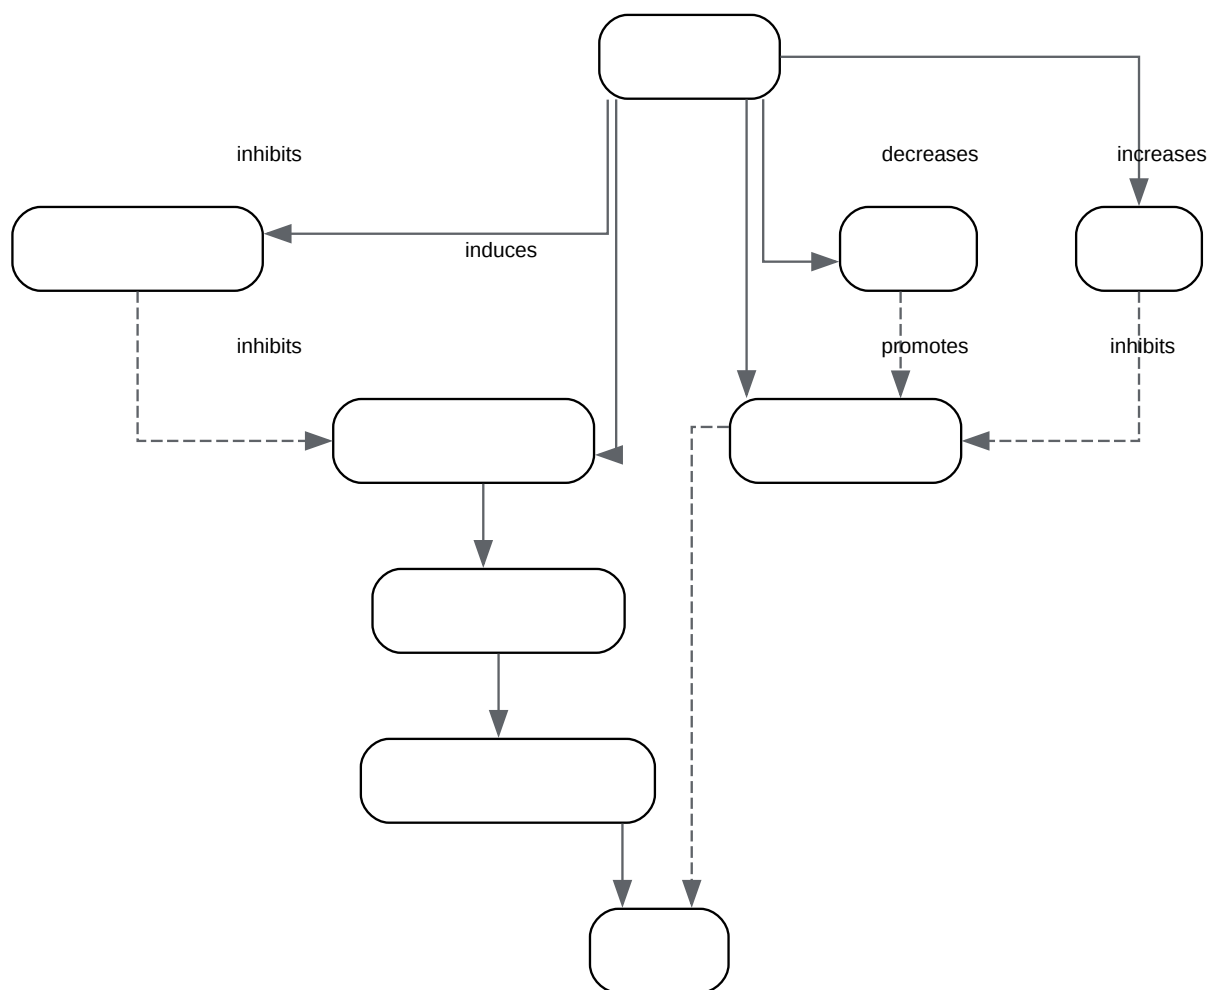 inhibits
decreases
increases
induces
inhibits
promotes
inhibits